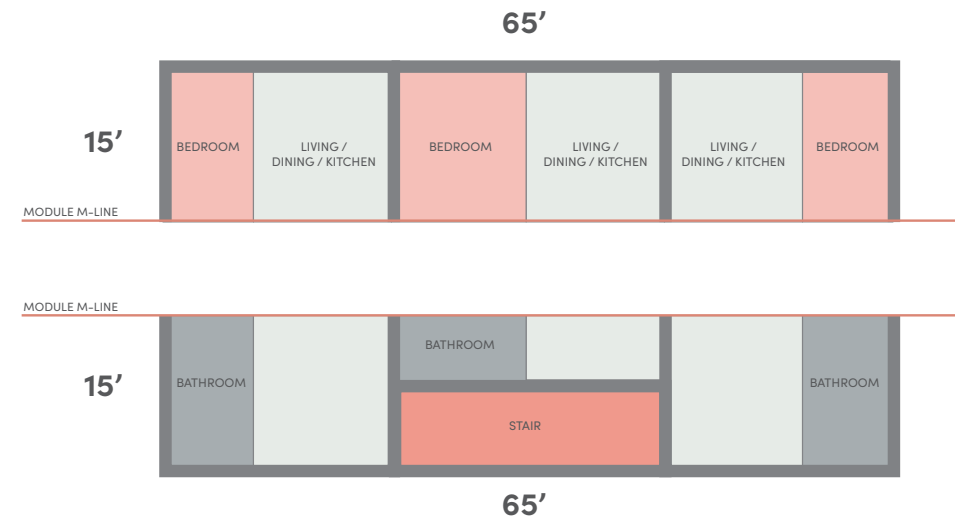 65’
15’
BEDROOM
LIVING /
DINING / KITCHEN
BEDROOM
LIVING /
DINING / KITCHEN
LIVING /
DINING / KITCHEN
BEDROOM
MODULE M-LINE
MODULE M-LINE
BATHROOM
15’
BATHROOM
BATHROOM
STAIR
65’